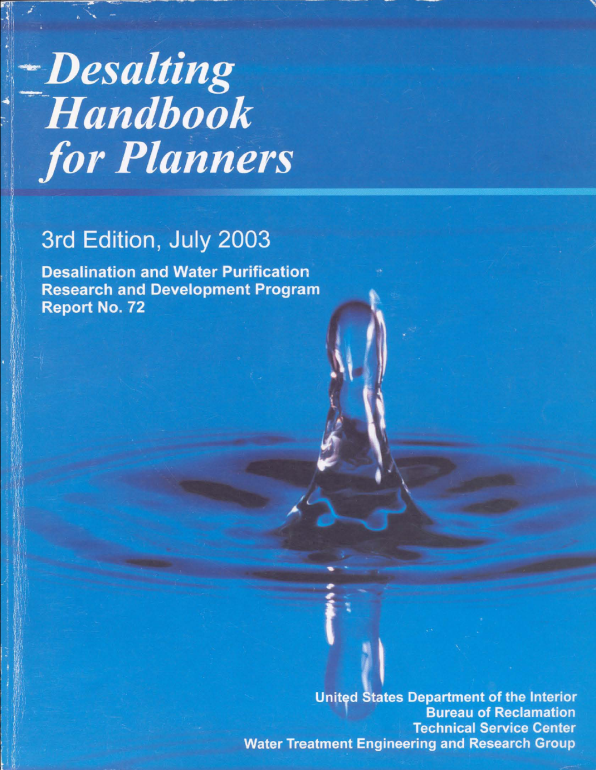 Desalting
Handbook
for Planners
3rd Edition, July 2003
Desalination and Water Purification
Research and Development Program
Report No. 72
United States Department of the Interior
Bureau of Reclamation
Technical Service Center
Water Treatment Engineering and Research Group